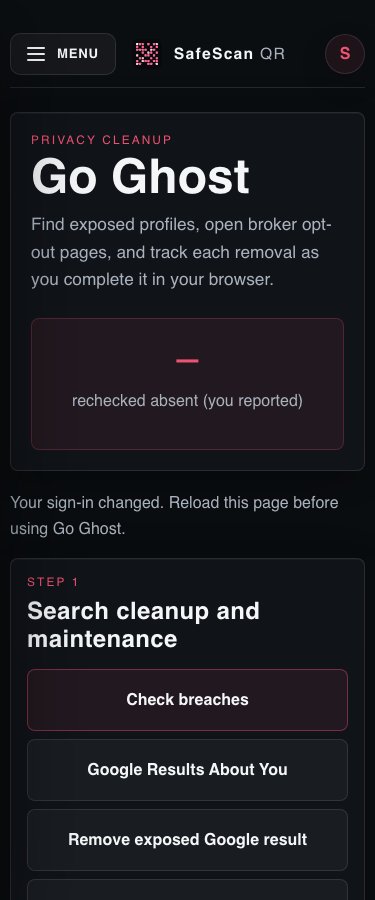 MENU
SafeScan QR
S
PRIVACY CLEANUP
Go Ghost
Find exposed profiles, open broker opt-
out pages, and track each removal as
you complete it in your browser.
—
rechecked absent (you reported)
Your sign-in changed. Reload this page before
using Go Ghost.
STEP 1
Search cleanup and
maintenance
Check breaches
Google Results About You
Remove exposed Google result